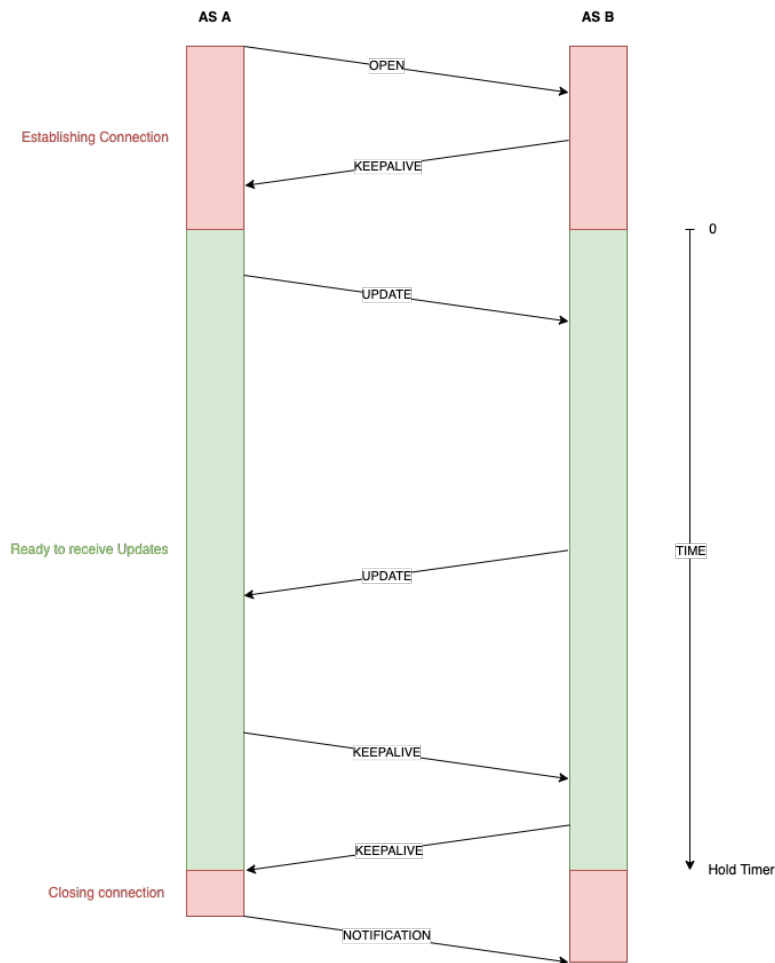 AS A
AS B
OPEN
Establishing Connection
KEEPALIVE
0
UPDATE
Ready to receive Updates
TIME
UPDATE
KEEPALIVE
KEEPALIVE
Hold Timer
Closing connection
NOTIFICATION